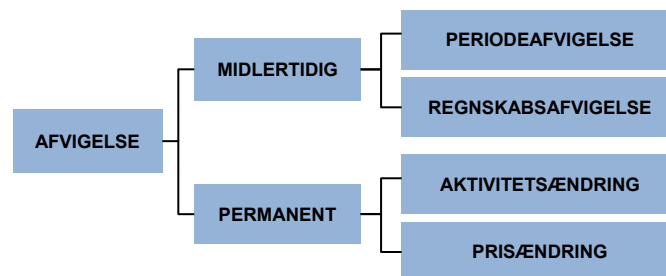 AFVIGELSE
MIDLERTIDIG
PERIODEAFVIGELSE
REGNSKABSAFVIGELSE
PERMANENT
AKTIVITETSÆNDRING
PRISÆNDRING